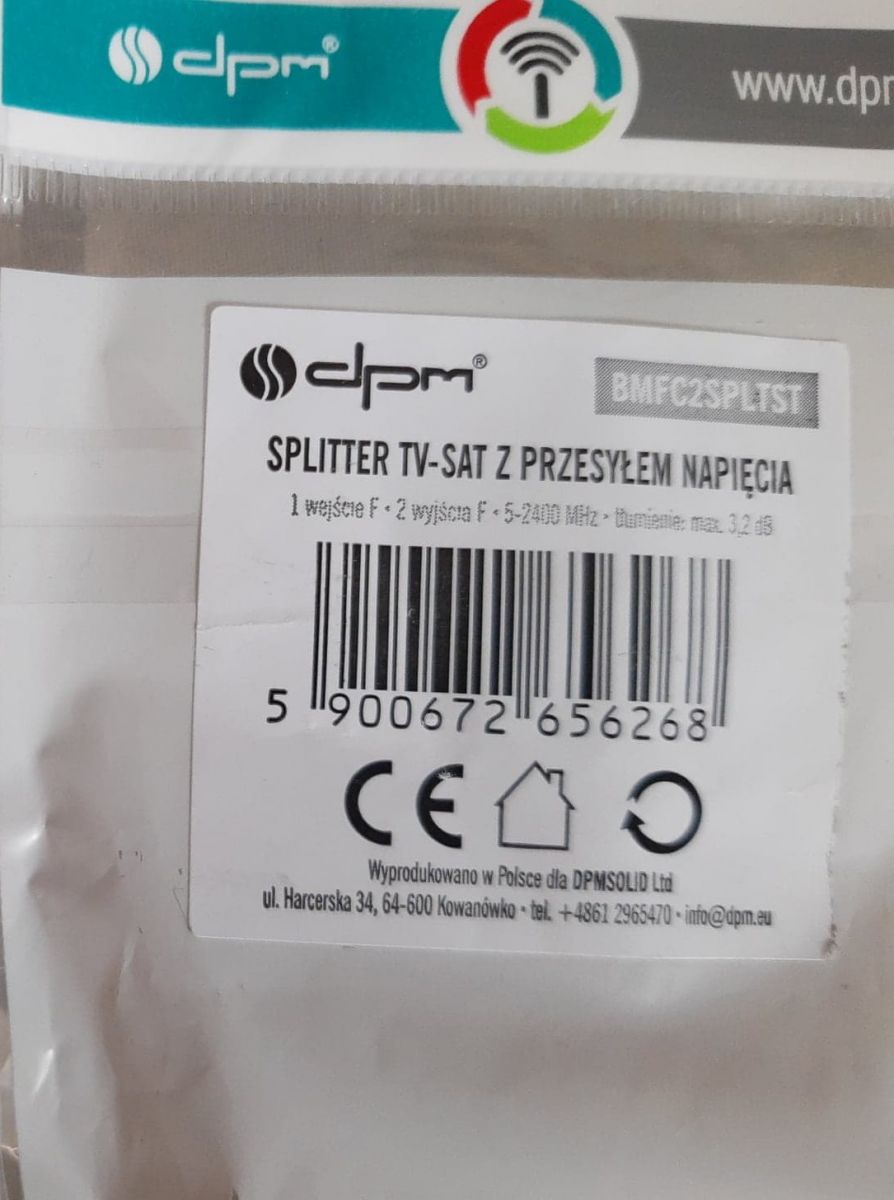 dpm®
www.dpm
dpm®
BMFC2SPLTST
SPLITTER TV-SAT Z PRZESYŁEM NAPIĘCIA
1 wejście F • 2 wyjścia F • 5-2400 MHz • tłumienie: max. 3,2 dB
5 900672 656268
CE
Wyprodukowano w Polsce dla DPMSOLID Ltd
ul. Harcerska 34, 64-600 Kowanówko • tel. +4861 2965470 • info@dpm.eu